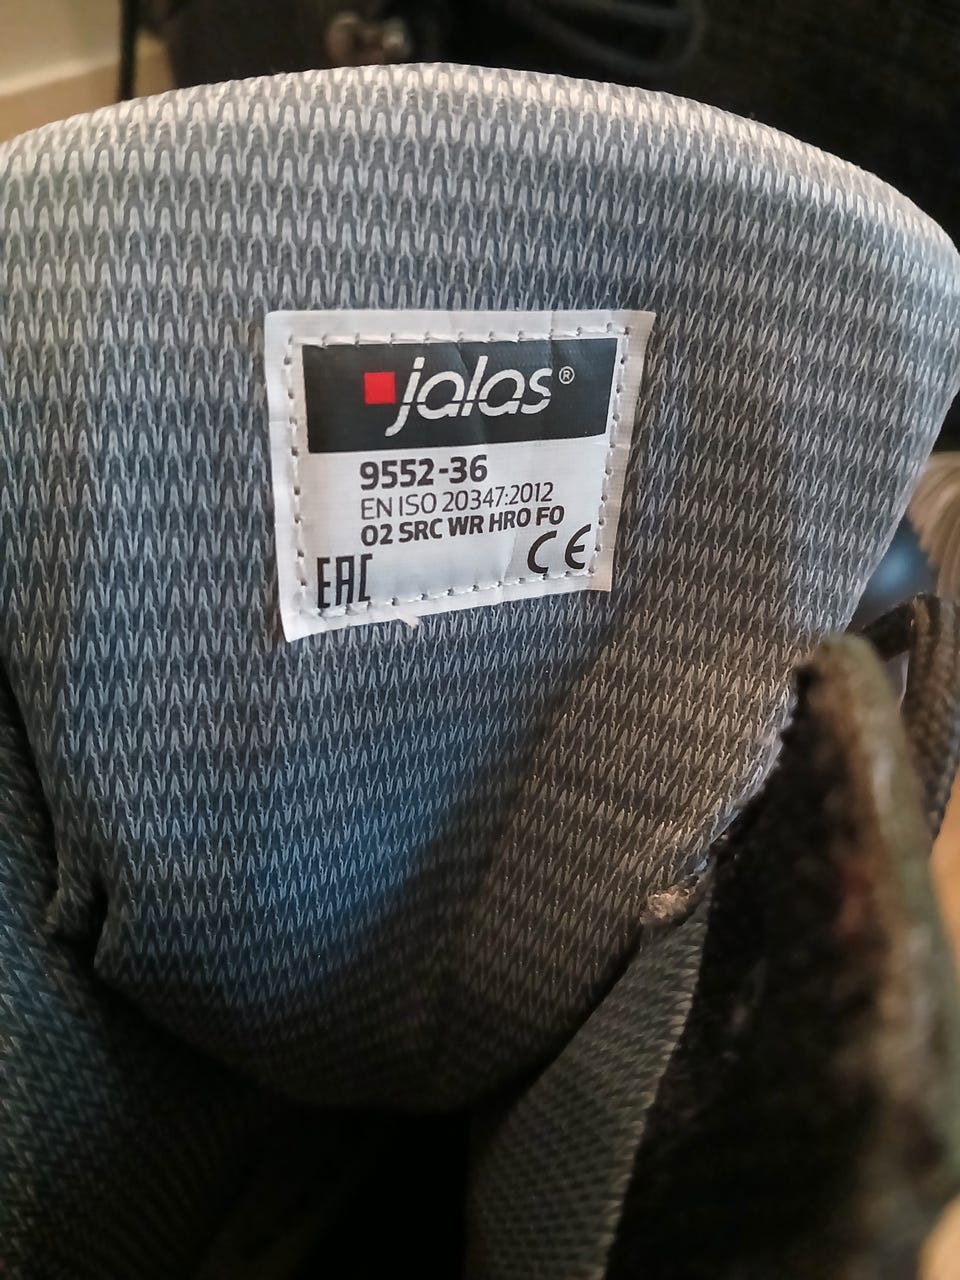 jalas®
9552-36
EN ISO 20347:2012
O2 SRC WR HRO FO
EAC CE